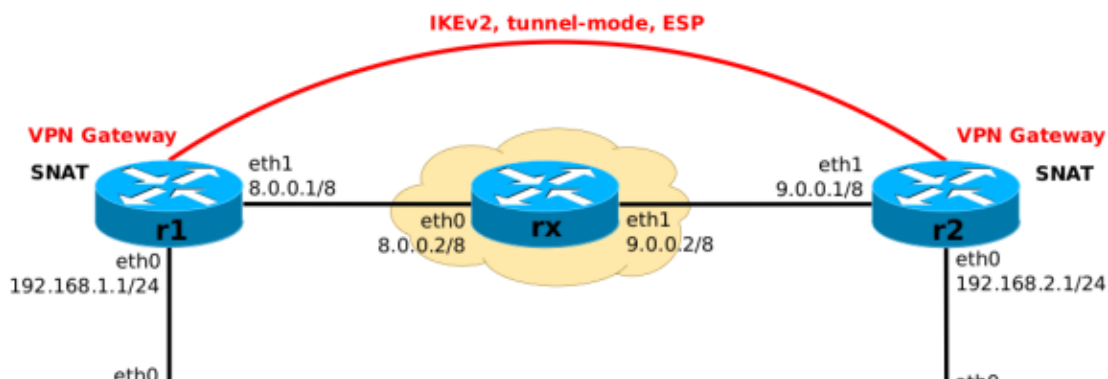 IKEv2, tunnel-mode, ESP
VPN Gateway
VPN Gateway
SNAT
eth1
8.0.0.1/8
eth1
9.0.0.1/8
SNAT
r1
eth0
8.0.0.2/8
rx
eth1
9.0.0.2/8
r2
eth0
192.168.1.1/24
eth0
192.168.2.1/24
eth0
eth0